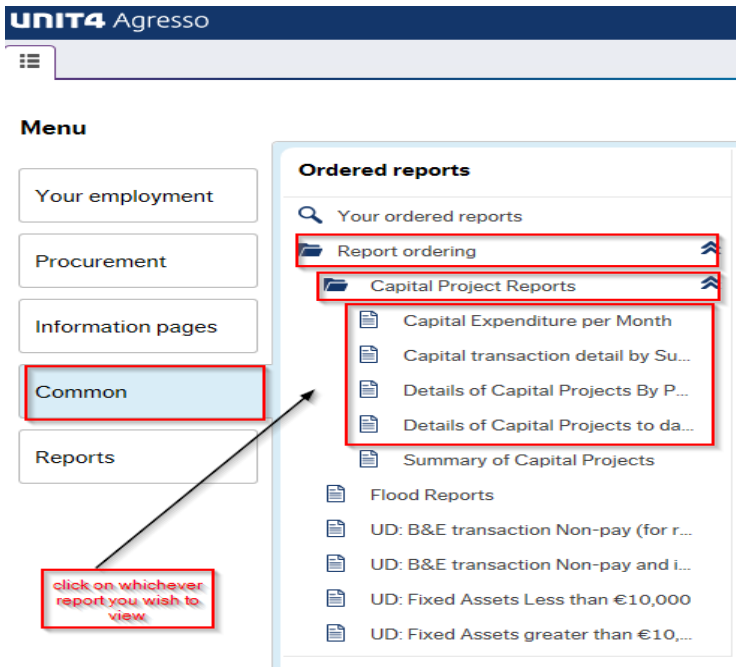 UNIT4 Agresso
Menu
Your employment
Procurement
Information pages
Common
Reports
Ordered reports
Your ordered reports
Report ordering
Capital Project Reports
Capital Expenditure per Month
Capital transaction detail by Su...
Details of Capital Projects By P...
Details of Capital Projects to da...
Summary of Capital Projects
Flood Reports
UD: B&E transaction Non-pay (for r...
UD: B&E transaction Non-pay and i...
UD: Fixed Assets Less than €10,000
UD: Fixed Assets greater than €10,...
click on whichever
report you wish to
view